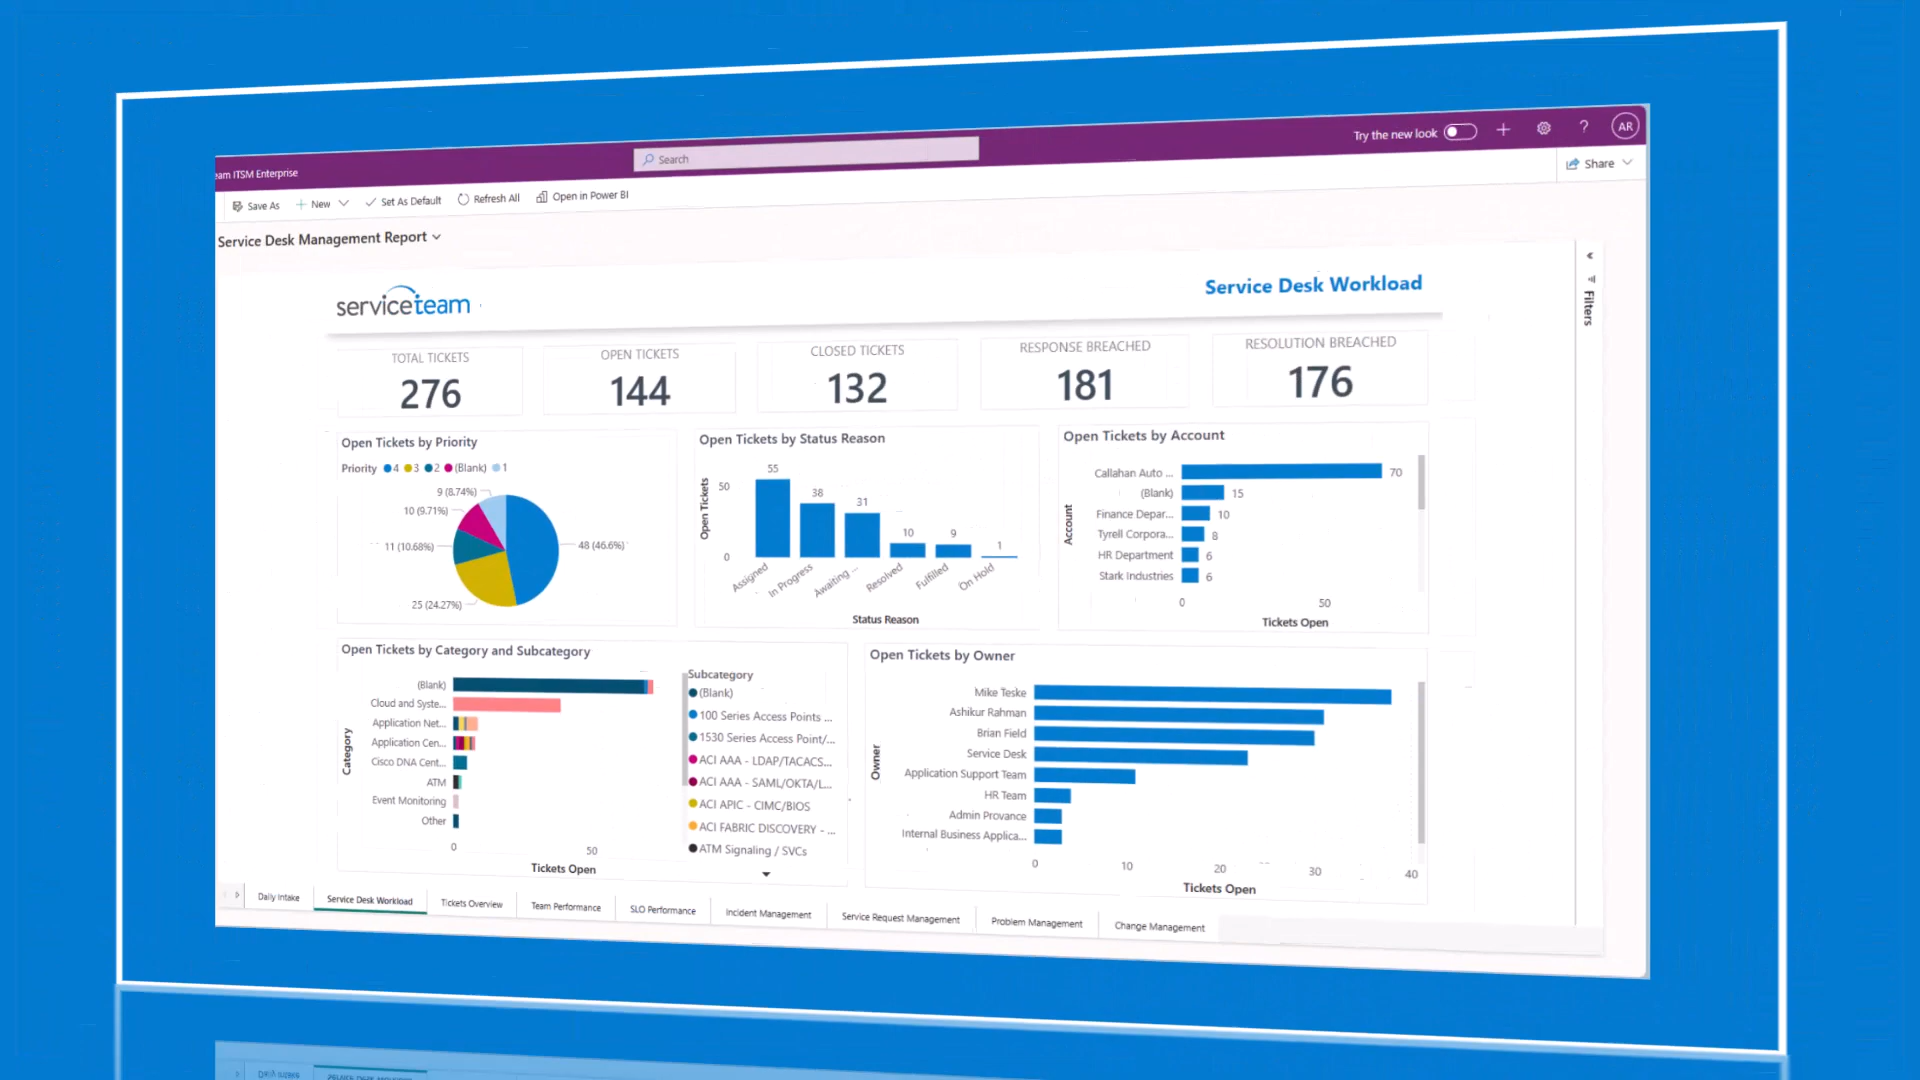 Try the new look
AR
eam ITSM Enterprise
Search
Share
Save As
New
Set As Default
Refresh All
Open in Power BI
Service Desk Management Report
Filters
serviceteam
Service Desk Workload
TOTAL TICKETS
276
OPEN TICKETS
144
CLOSED TICKETS
132
RESPONSE BREACHED
181
RESOLUTION BREACHED
176
Open Tickets by Priority
Priority 4 3 2 (Blank) 1
9 (8.74%)
10 (9.71%)
11 (10.68%)
48 (46.6%)
25 (24.27%)
Open Tickets by Status Reason
Open Tickets
50
0
55
38
31
10
9
1
Assigned
In Progress
Awaiting ...
Resolved
Fulfilled
On Hold
Status Reason
Open Tickets by Account
Account
Callahan Auto ... 70
(Blank) 15
Finance Depar... 10
Tyrell Corpora... 8
HR Department 6
Stark Industries 6
0 50
Tickets Open
Open Tickets by Category and Subcategory
Category
(Blank)
Cloud and Syste...
Application Net...
Application Cen...
Cisco DNA Cent...
ATM
Event Monitoring
Other
0 50
Tickets Open
Subcategory
(Blank)
100 Series Access Points ...
1530 Series Access Point/...
ACI AAA - LDAP/TACACS...
ACI AAA - SAML/OKTA/L...
ACI APIC - CIMC/BIOS
ACI FABRIC DISCOVERY - ...
ATM Signaling / SVCs
Open Tickets by Owner
Owner
Mike Teske
Ashikur Rahman
Brian Field
Service Desk
Application Support Team
HR Team
Admin Provance
Internal Business Applica...
0 10 20 30 40
Tickets Open
Daily Intake
Service Desk Workload
Tickets Overview
Team Performance
SLO Performance
Incident Management
Service Request Management
Problem Management
Change Management